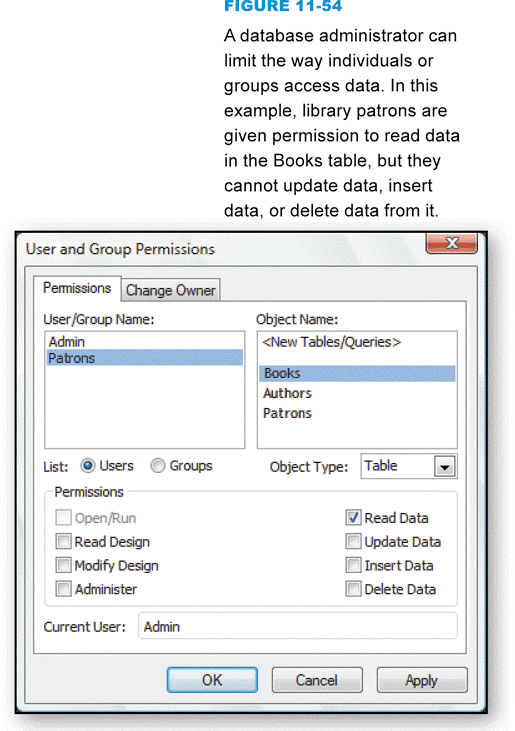 FIGURE 11-54
A database administrator can
limit the way individuals or
groups access data. In this
example, library patrons are
given permission to read data
in the Books table, but they
cannot update data, insert
data, or delete data from it.
User and Group Permissions
Permissions Change Owner
User/Group Name: Object Name:
Admin <New Tables/Queries>
Patrons
Books
Authors
Patrons
List: Users Groups Object Type: Table
Permissions
Open/Run Read Data
Read Design Update Data
Modify Design Insert Data
Administer Delete Data
Current User: Admin
OK Cancel Apply